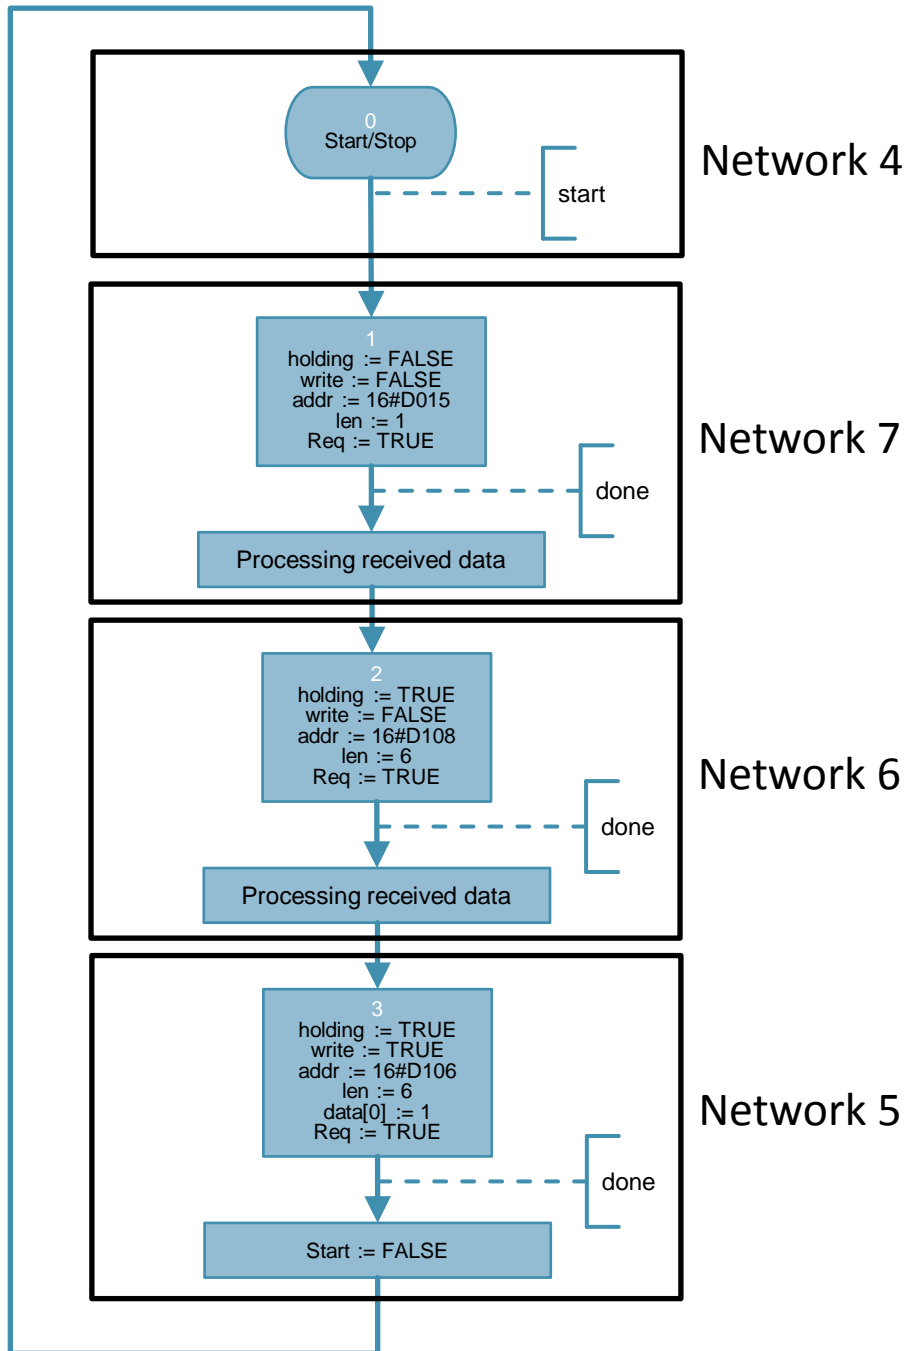 0
Start/Stop
start
Network 4
1
holding := FALSE
write := FALSE
addr := 16#D015
len := 1
Req := TRUE
done
Processing received data
Network 7
2
holding := TRUE
write := FALSE
addr := 16#D108
len := 6
Req := TRUE
done
Processing received data
Network 6
3
holding := TRUE
write := TRUE
addr := 16#D106
len := 6
data[0] := 1
Req := TRUE
done
Start := FALSE
Network 5